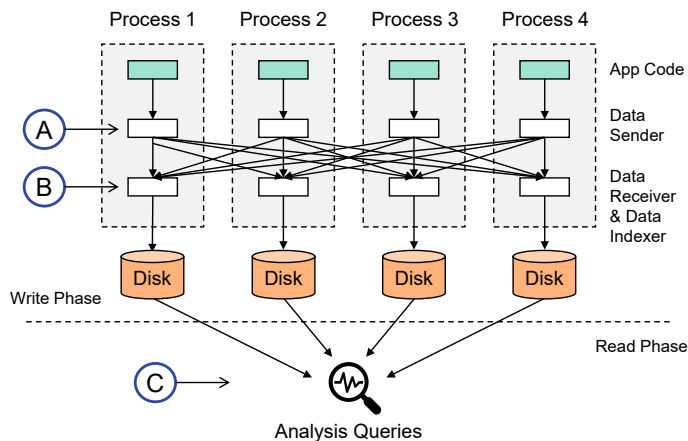 Process 1 Process 2 Process 3 Process 4
App Code
A
Data
Sender
B
Data
Receiver
& Data
Indexer
Disk Disk Disk Disk
Write Phase
Read Phase
C
Analysis Queries